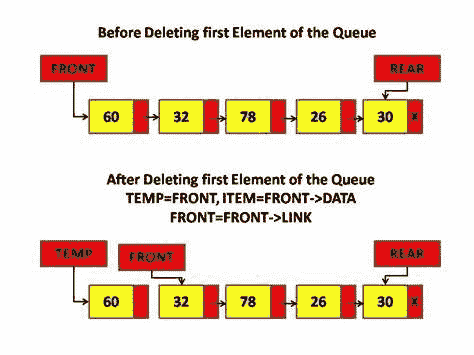 Before Deleting first Element of the Queue
FRONT REAR
60 32 78 26 30 X
After Deleting first Element of the Queue
TEMP=FRONT, ITEM=FRONT->DATA
FRONT=FRONT->LINK
TEMP FRONT REAR
60 32 78 26 30 X